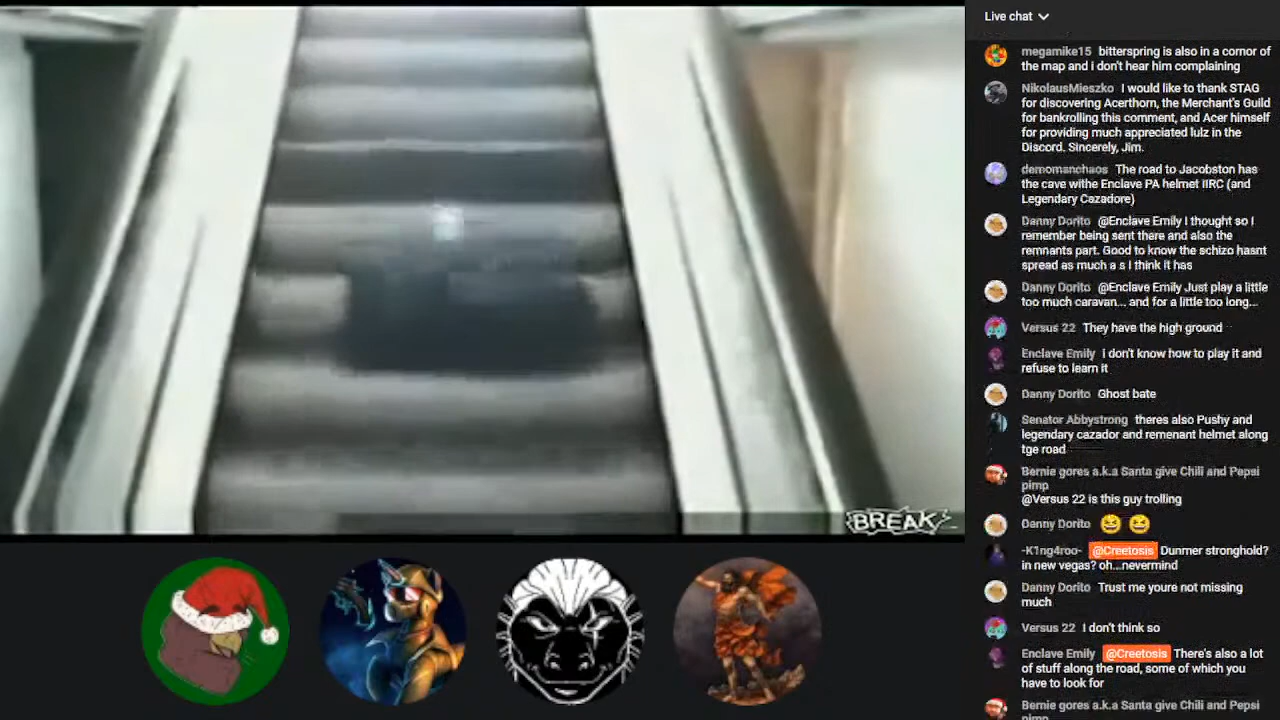 Live chat
megamike15 bitterspring is also in a cornor of
the map and i don't hear him complaining
NikolausMieszko I would like to thank STAG
for discovering Acerthorn, the Merchant's Guild
for bankrolling this comment, and Acer himself
for providing much appreciated lulz in the
Discord. Sincerely, Jim.
demomanchaos The road to Jacobston has
the cave withe Enclave PA helmet IIRC (and
Legendary Cazadore)
Danny Dorito @Enclave Emily I thought so I
remember being sent there and also the
remnants part. Good to know the schizo hasnt
spread as much a s I think it has
Danny Dorito @Enclave Emily Just play a little
too much caravan... and for a little too long...
Versus 22 They have the high ground
Enclave Emily i don't know how to play it and
refuse to learn it
Danny Dorito Ghost bate
Senator Abbystrong theres also Pushy and
legendary cazador and remenant helmet along
tge road
Bernie gores a.k.a Santa give Chili and Pepsi
pimp
@Versus 22 is this guy trolling
Danny Dorito
-K1ng4roo- @Creetosis Dunmer stronghold?
in new vegas? oh...nevermind
Danny Dorito Trust me youre not missing
much
Versus 22 I don't think so
Enclave Emily @Creetosis There's also a lot
of stuff along the road, some of which you
have to look for
Bernie gores a.k.a Santa give Chili and Pepsi
pimp
BREAK